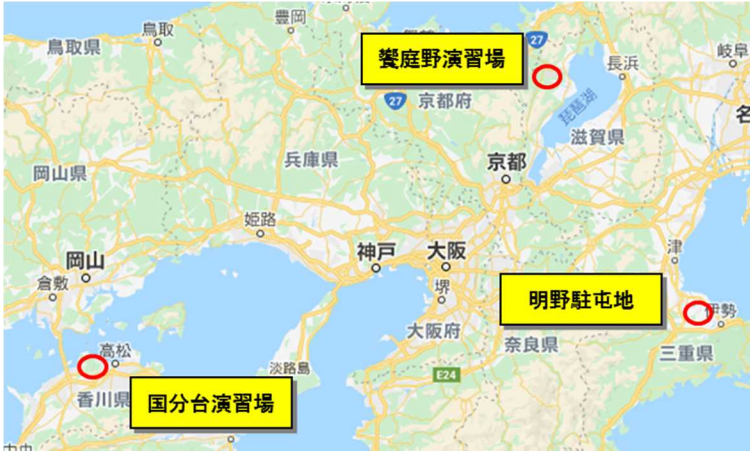 豊岡
鳥取
鳥取県
27
饗庭野演習場
長浜
岐阜
27
京都府
琵琶湖
名
滋賀県
兵庫県
京都
岡山県
姫路
岡山
神戸
大阪
津
倉敷
堺
明野駐屯地
伊勢
大阪府
奈良県
高松
三重県
淡路島
E24
香川県
国分台演習場